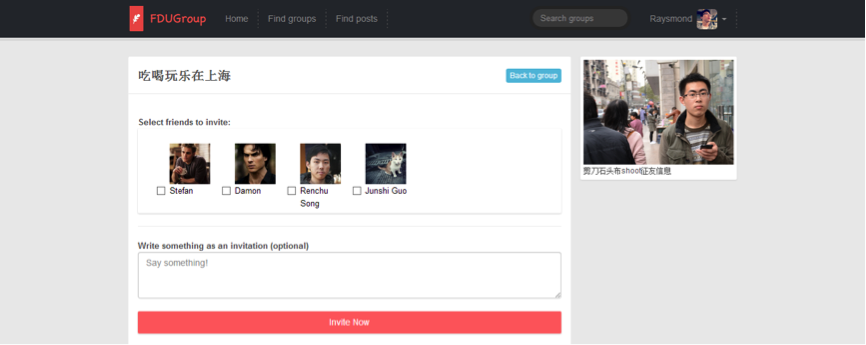 FDUGroup
Home
Find groups
Find posts
Search groups
Raysmond
吃喝玩乐在上海
Back to group
Select friends to invite:
Stefan
Damon
Renchu
Song
Junshi Guo
剪刀石头布shoot征友信息
Write something as an invitation (optional)
Say something!
Invite Now